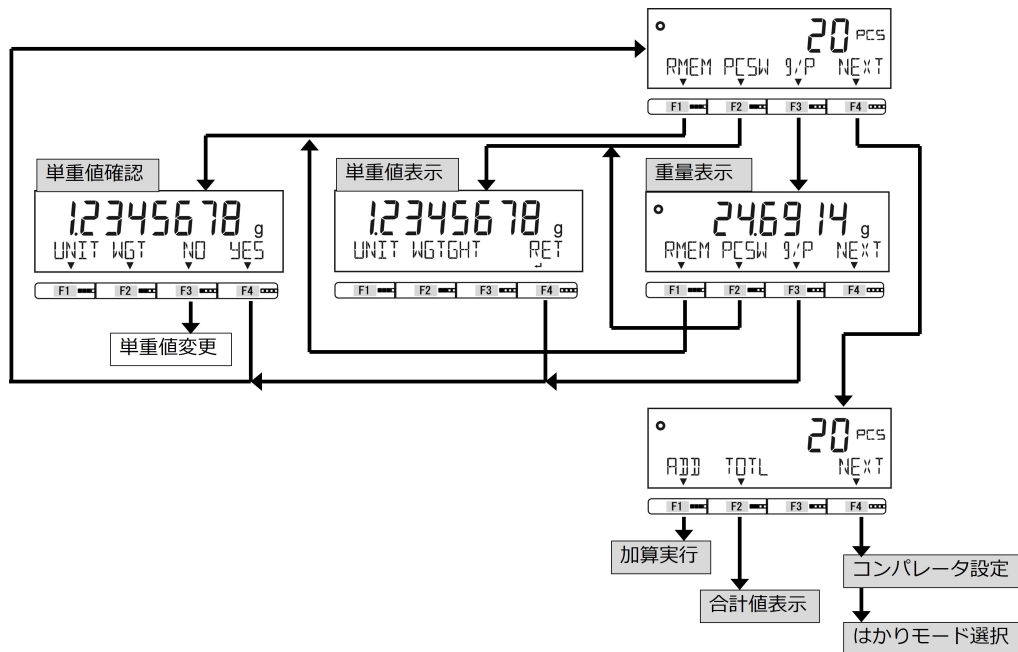 20 PCS
RMEM PCSW g/P NEXT
F1 F2 F3 F4
単重値確認
1.2345678 g
UNIT WGT NO YES
F1 F2 F3 F4
単重値変更
単重値表示
1.2345678 g
UNIT WGTGHT RET
F1 F2 F3 F4
重量表示
24.6914 g
RMEM PCSW g/P NEXT
F1 F2 F3 F4
20 PCS
ADD TOTL NEXT
F1 F2 F3 F4
加算実行
合計値表示
コンパレータ設定
はかりモード選択